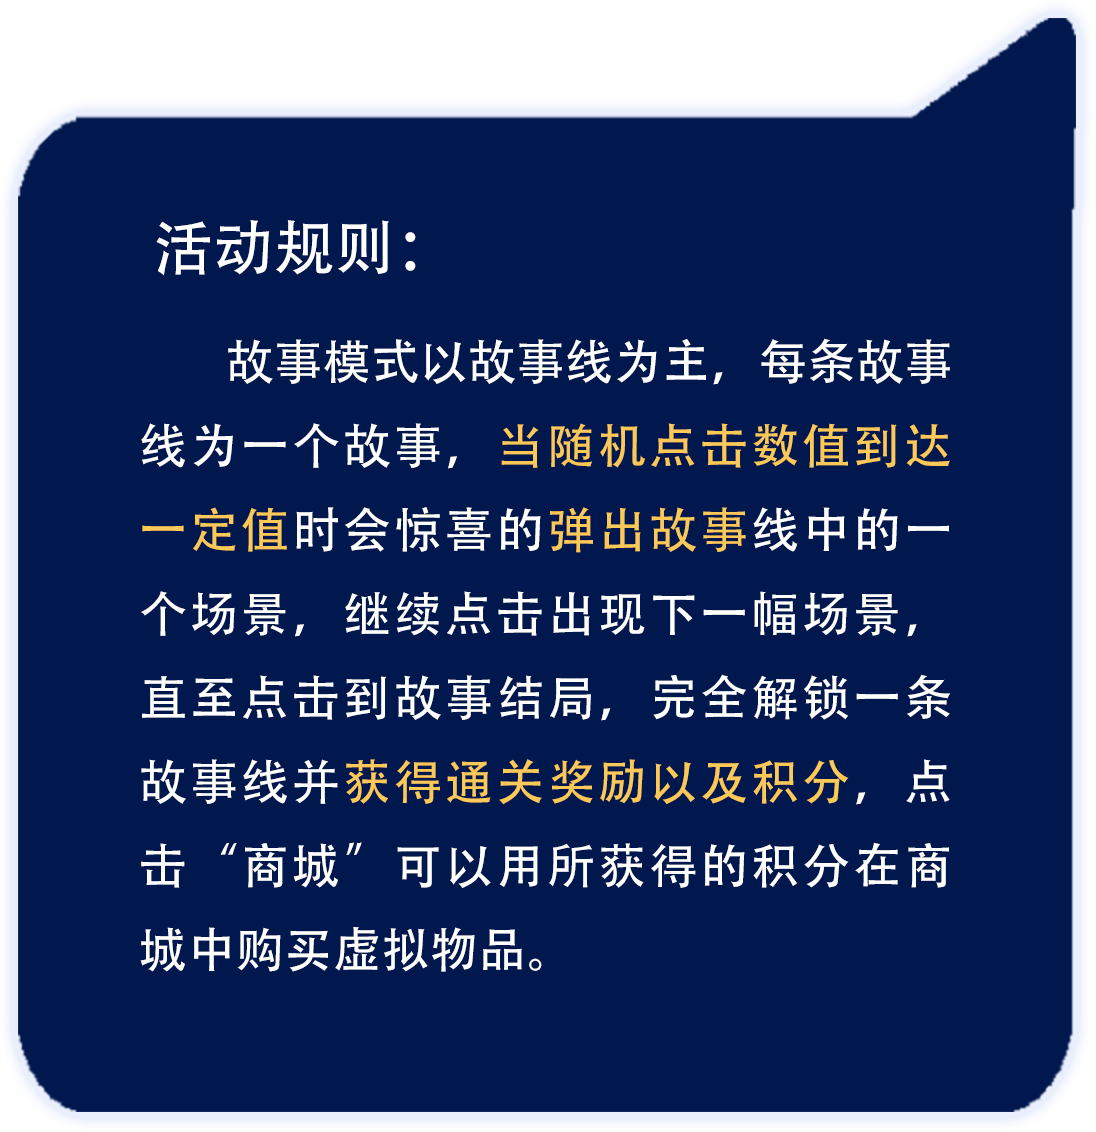 活动规则：
故事模式以故事线为主，每条故事
线为一个故事，当随机点击数值到达
一定值时会惊喜的弹出故事线中的一
个场景，继续点击出现下一幅场景，
直至点击到故事结局，完全解锁一条
故事线并获得通关奖励以及积分，点
击“商城”可以用所获得的积分在商
城中购买虚拟物品。